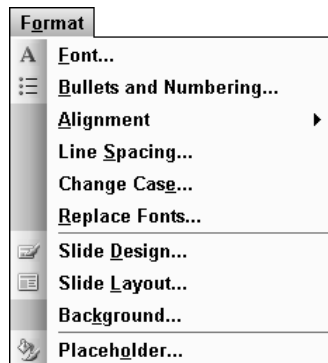 Format
Font...
Bullets and Numbering...
Alignment
Line Spacing...
Change Case...
Replace Fonts...
Slide Design...
Slide Layout...
Background...
Placeholder...